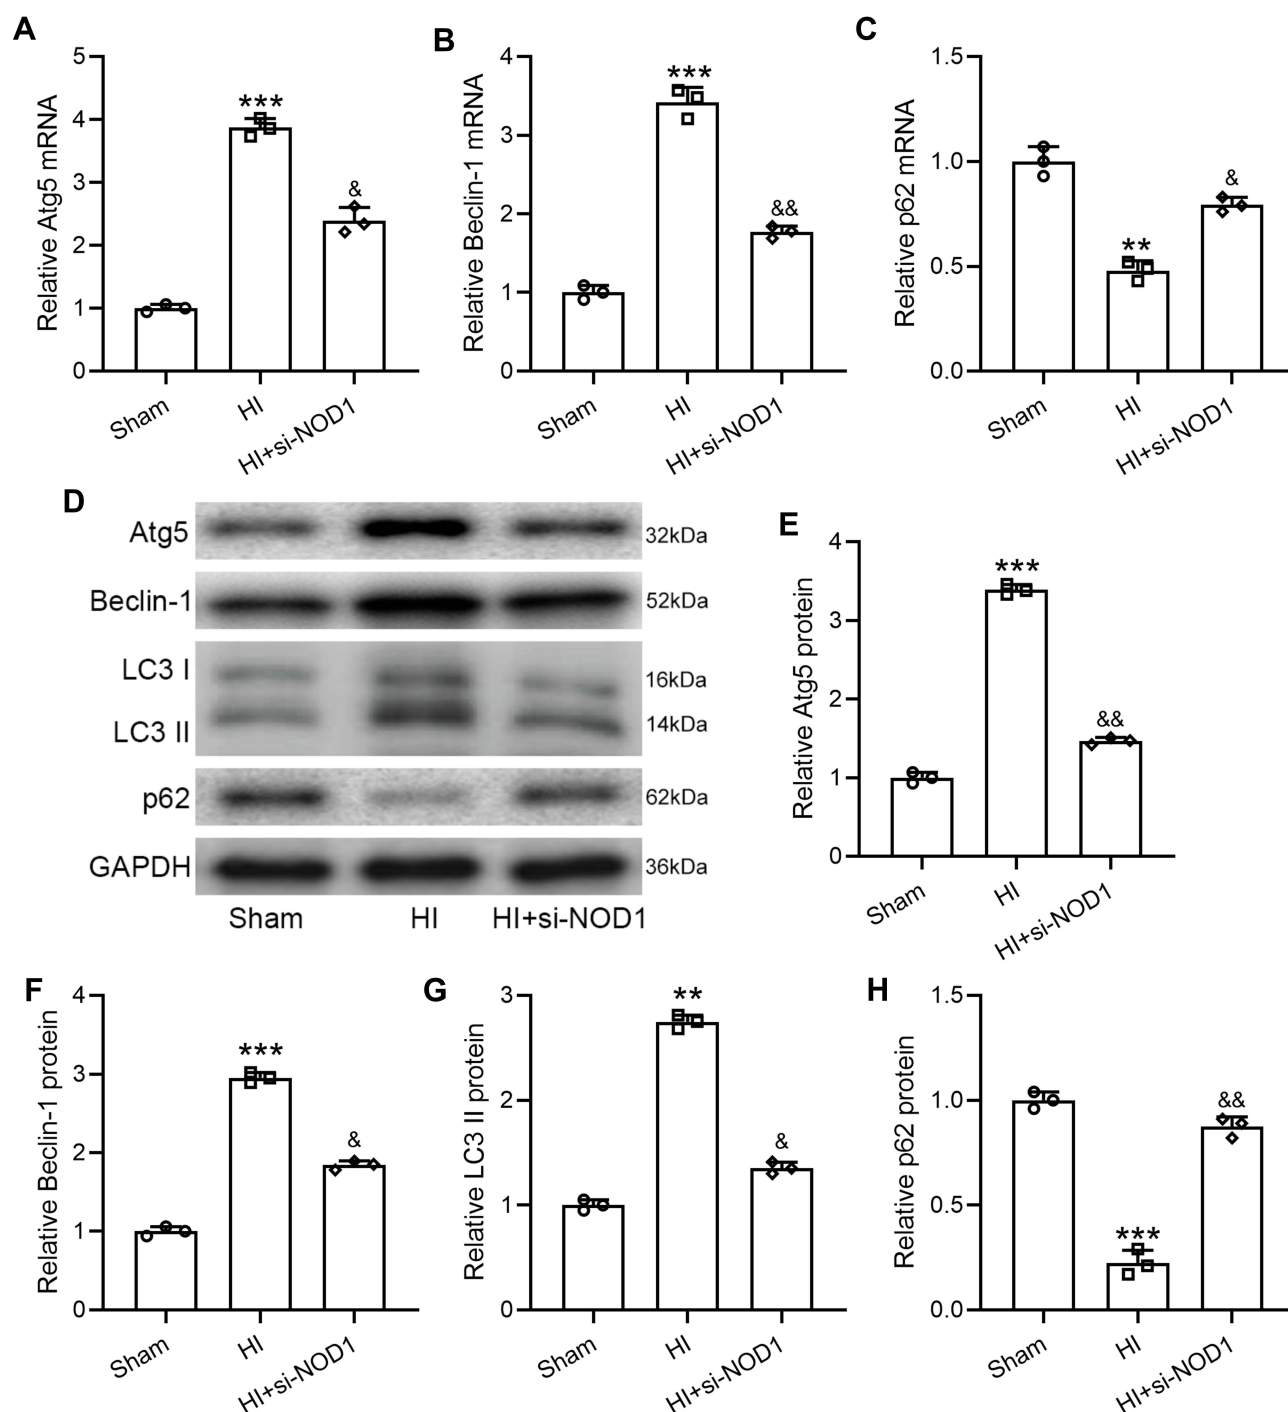 A
Relative Atg5 mRNA
5
4
3
2
1
0
***
&
Sham
HI
HI+si-NOD1
B
Relative Beclin-1 mRNA
4
3
2
1
0
***
&&
Sham
HI
HI+si-NOD1
C
Relative p62 mRNA
1.5
1.0
0.5
0.0
**
&
Sham
HI
HI+si-NOD1
D
Atg5 32kDa
Beclin-1 52kDa
LC3 I 16kDa
LC3 II 14kDa
p62 62kDa
GAPDH 36kDa
Sham HI HI+si-NOD1
E
Relative Atg5 protein
4
3
2
1
0
***
&&
Sham
HI
HI+si-NOD1
F
Relative Beclin-1 protein
4
3
2
1
0
***
&
Sham
HI
HI+si-NOD1
G
Relative LC3 II protein
3
2
1
0
**
&
Sham
HI
HI+si-NOD1
H
Relative p62 protein
1.5
1.0
0.5
0.0
***
&&
Sham
HI
HI+si-NOD1